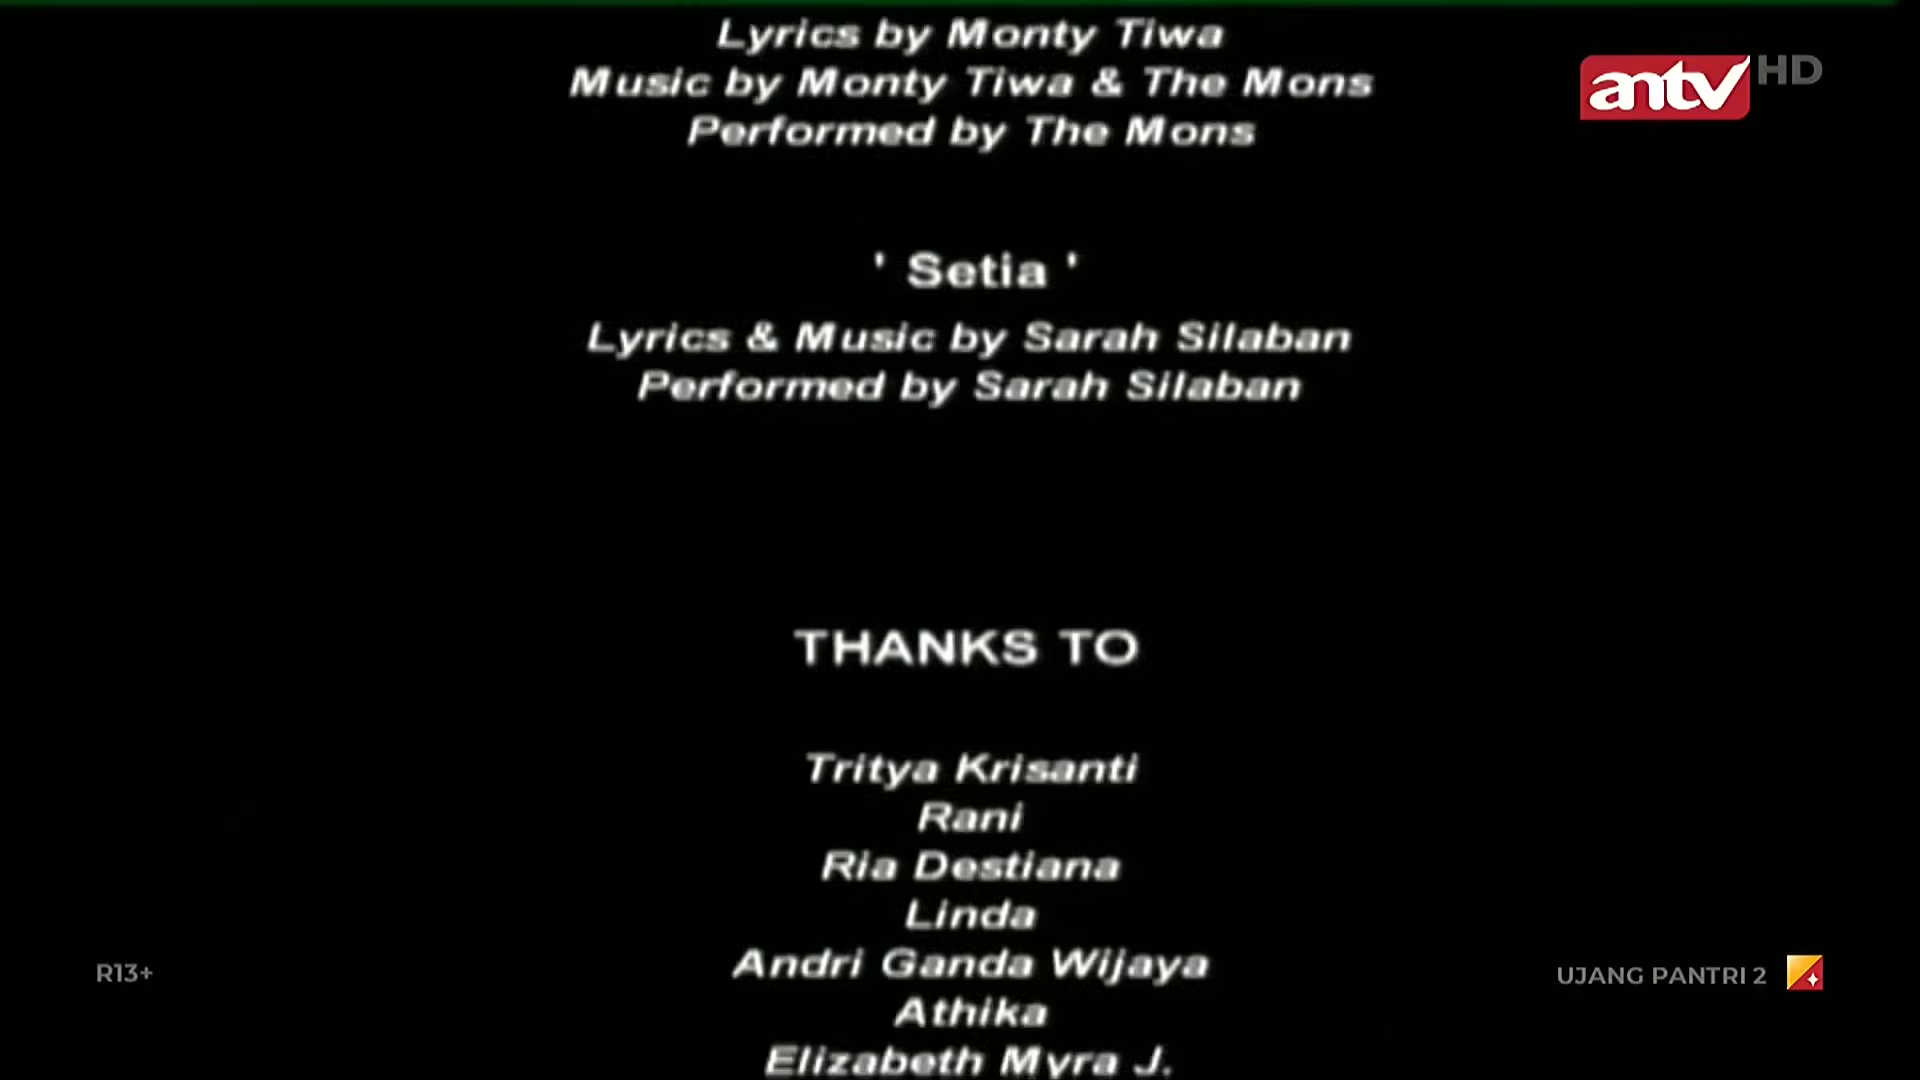 Lyrics by Monty Tiwa
Music by Monty Tiwa & The Mons
Performed by The Mons
antv HD
' Setia '
Lyrics & Music by Sarah Silaban
Performed by Sarah Silaban
THANKS TO
Tritya Krisanti
Rani
Ria Destiana
Linda
Andri Ganda Wijaya
Athika
Elizabeth Myra J.
R13+
UJANG PANTRI 2